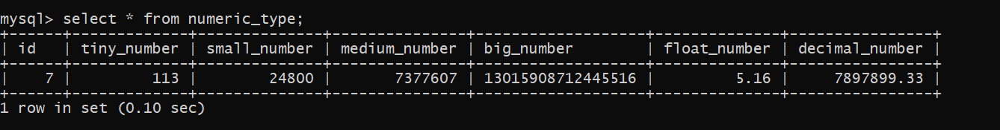 mysql> select * from numeric_type;
+------+-------------+--------------+---------------+-------------------+--------------+----------------+
| id   | tiny_number | small_number | medium_number | big_number        | float_number | decimal_number |
+------+-------------+--------------+---------------+-------------------+--------------+----------------+
|    7 |         113 |        24800 |       7377607 | 13015908712445516 |         5.16 |     7897899.33 |
+------+-------------+--------------+---------------+-------------------+--------------+----------------+
1 row in set (0.10 sec)